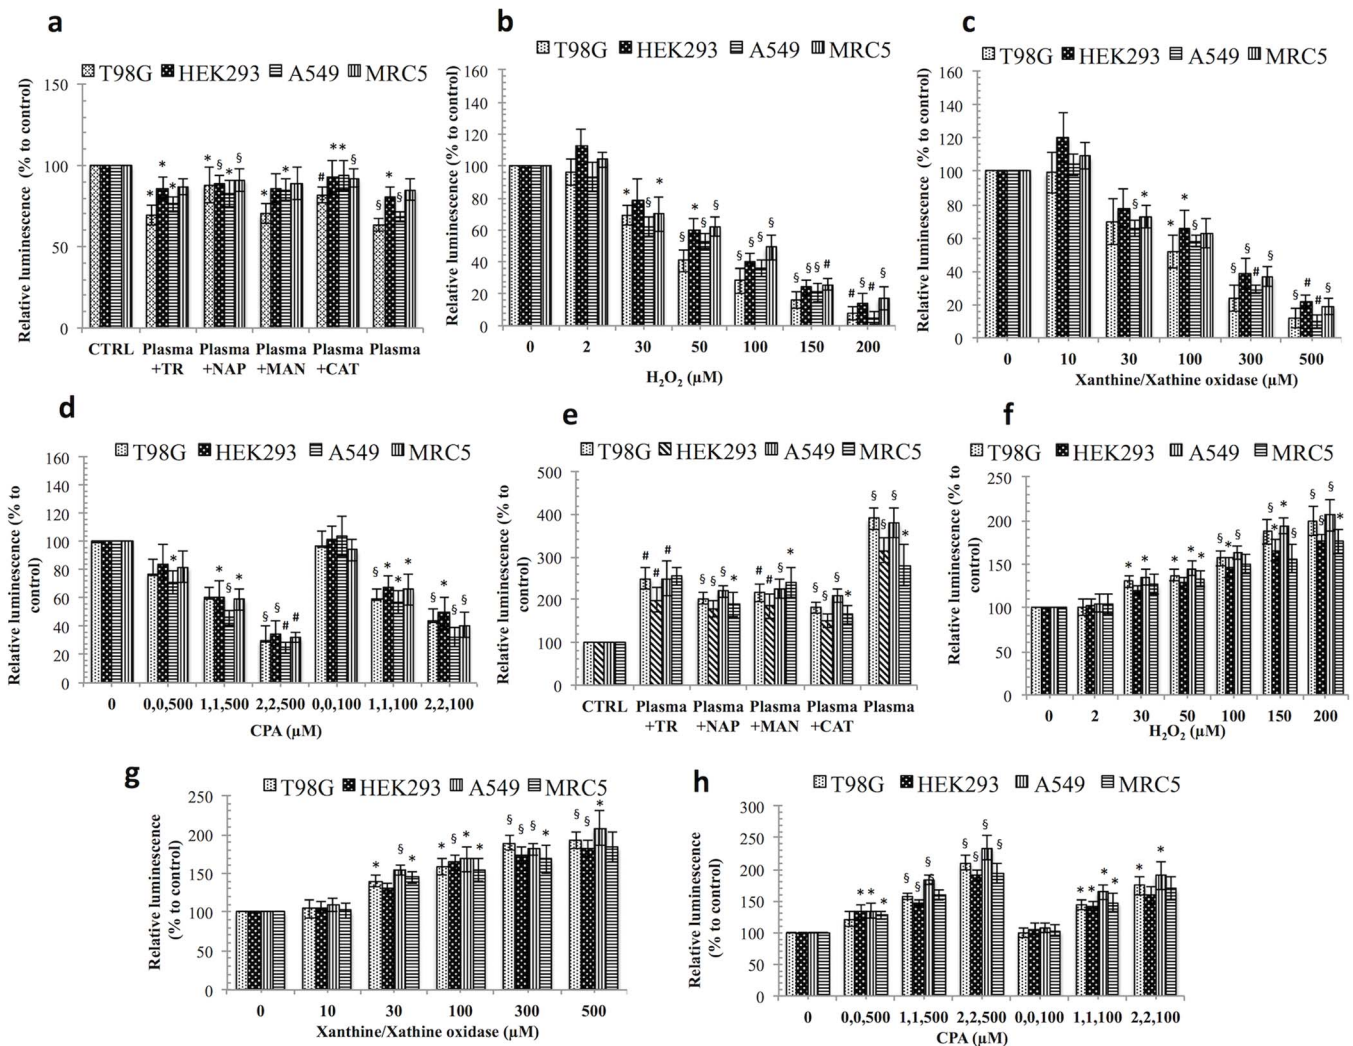 a
T98G HEK293 A549 MRC5
Relative luminescence (% to control)
150
100
50
0
* * * * * § * § * * # * * § § * §
CTRL Plasma Plasma Plasma Plasma Plasma
+TR +NAP +MAN +CAT
b
T98G HEK293 A549 MRC5
Relative luminescence (% to control)
160
140
120
100
80
60
40
20
0
* § * § * § § § § § § § § § # # § # §
0 2 30 50 100 150 200
H₂O₂ (µM)
c
T98G HEK293 A549 MRC5
Relative luminescence (% to control)
160
140
120
100
80
60
40
20
0
§ * * * § § § # § § # # §
0 10 30 100 300 500
Xanthine/Xathine oxidase (µM)
d
T98G HEK293 A549 MRC5
Relative luminescence (% to
control)
160
140
120
100
80
60
40
20
0
* * § * § § # # § * * * § * § §
0 0,0,500 1,1,500 2,2,500 0,0,100 1,1,100 2,2,100
CPA (µM)
e
T98G HEK293 A549 MRC5
Relative luminescence (% to
control)
500
400
300
200
100
0
# # # § § § * # # § * § § § * § § § *
CTRL Plasma Plasma Plasma Plasma Plasma
+TR +NAP +MAN +CAT
f
T98G HEK293 A549 MRC5
Relative luminescence (% to
control)
250
200
150
100
50
0
§ * * * § * * § * § § * * § § § § *
0 2 30 50 100 150 200
H₂O₂ (µM)
g
T98G HEK293 A549 MRC5
Relative luminescence
(% to control)
250
200
150
100
50
0
* § * * § * * § § § * § § *
0 10 30 100 300 500
Xanthine/Xathine oxidase (µM)
h
T98G HEK293 A549 MRC5
Relative luminescence
(% to control)
300
250
200
150
100
50
0
* * * § § § § § § § * * * * * *
0 0,0,500 1,1,500 2,2,500 0,0,100 1,1,100 2,2,100
CPA (µM)